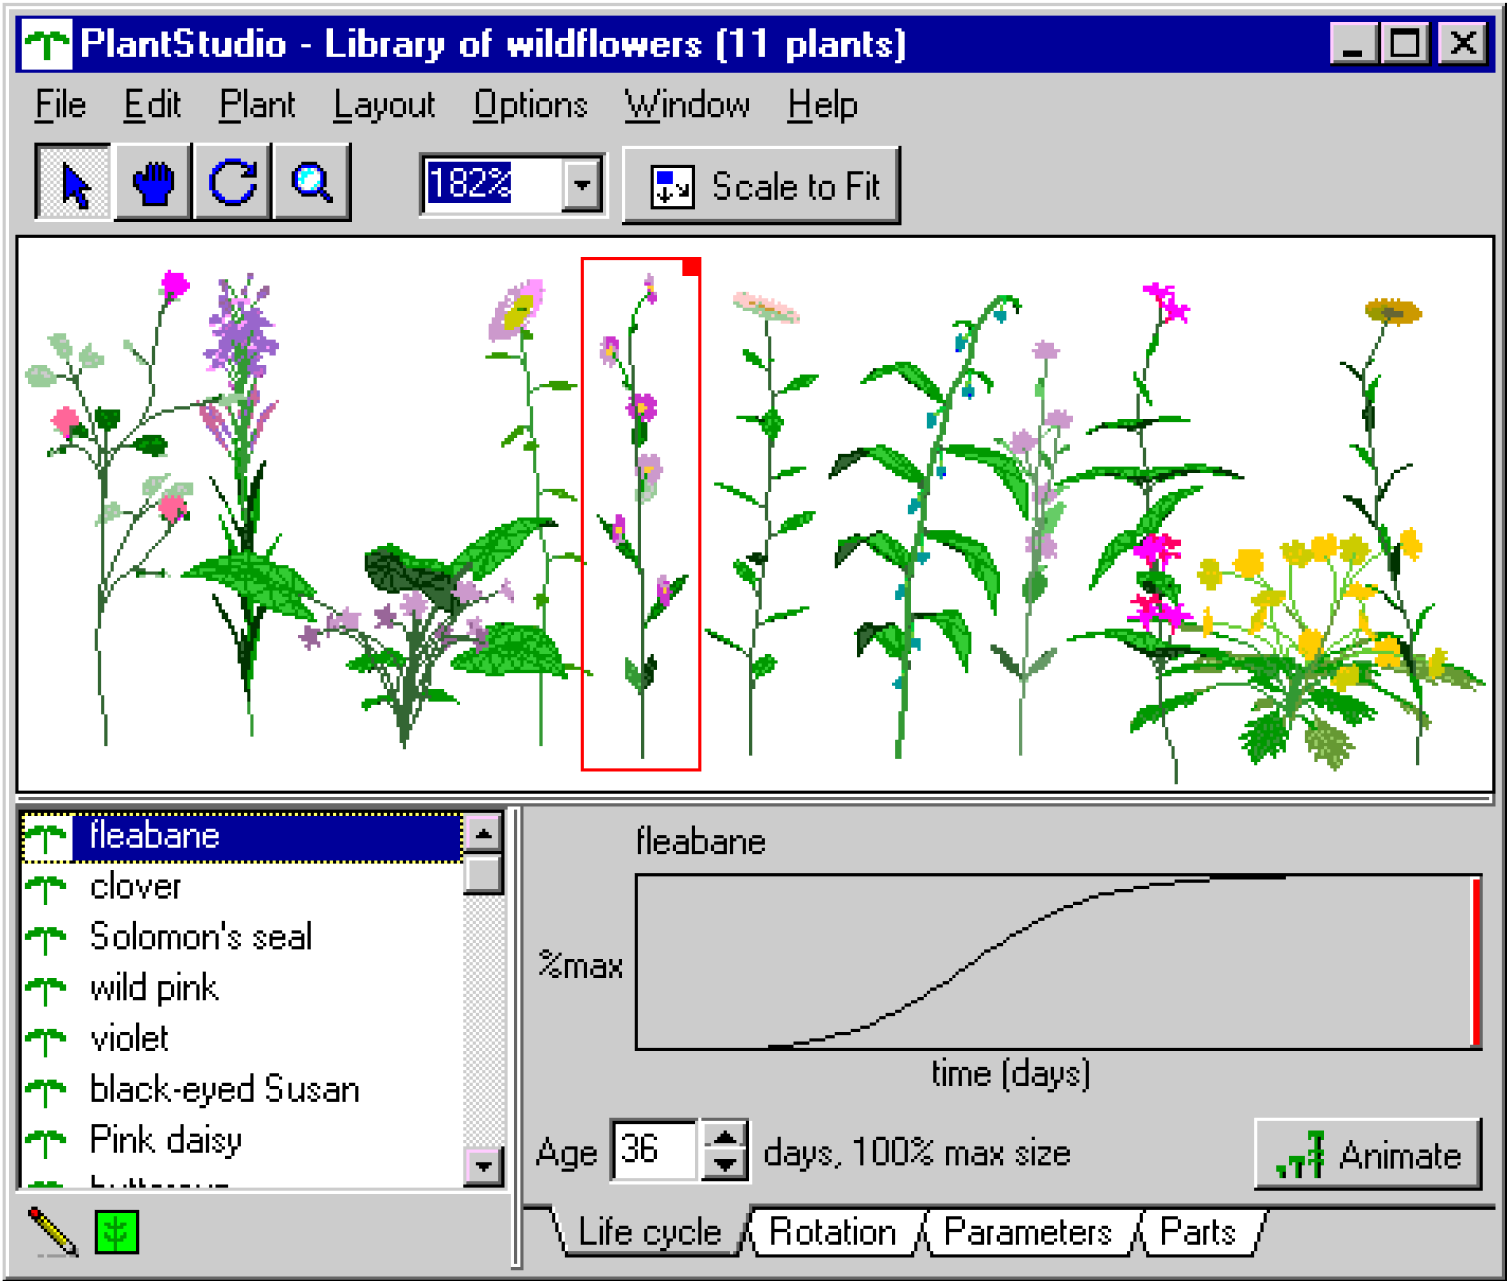 PlantStudio - Library of wildflowers (11 plants)
File Edit Plant Layout Options Window Help
182% Scale to Fit
fleabane
clover
Solomon's seal
wild pink
violet
black-eyed Susan
Pink daisy
fleabane
%max
time (days)
Age 36 days, 100% max size Animate
Life cycle Rotation Parameters Parts